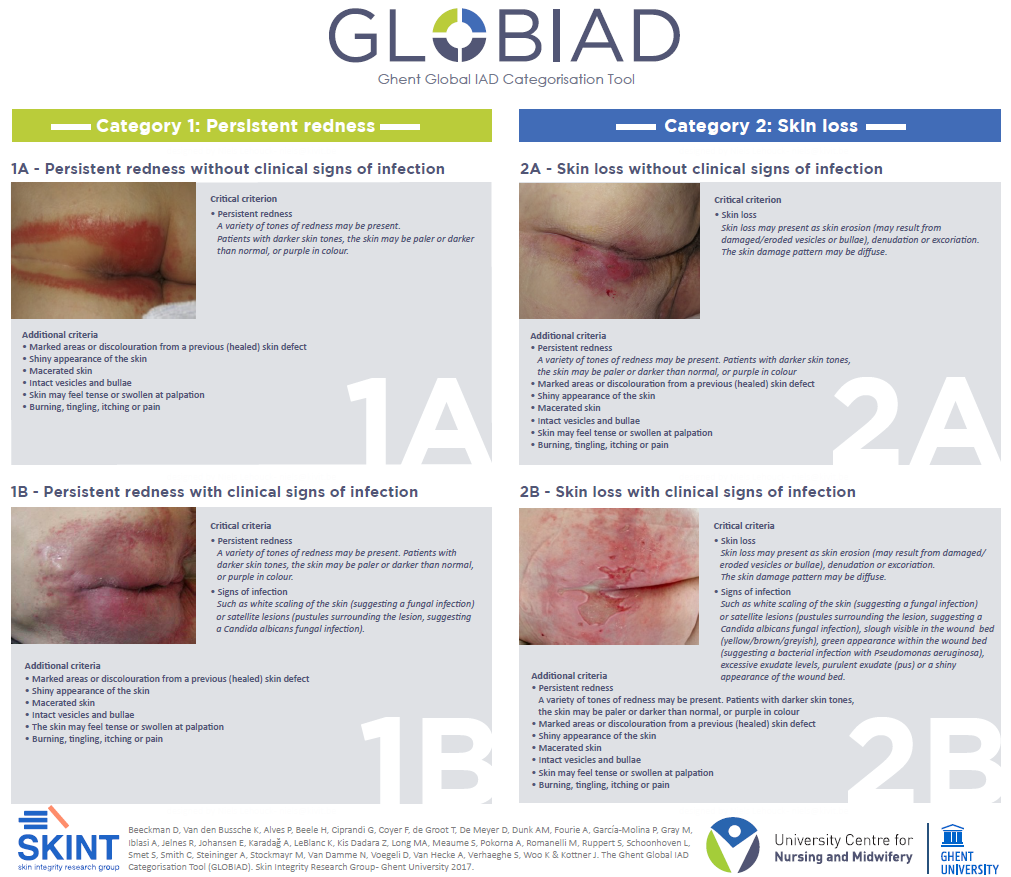 GLOBIAD
Ghent Global IAD Categorisation Tool
Category 1: Persistent redness
1A - Persistent redness without clinical signs of infection
Critical criterion
• Persistent redness
A variety of tones of redness may be present.
Patients with darker skin tones, the skin may be paler or darker
than normal, or purple in colour.
Additional criteria
• Marked areas or discolouration from a previous (healed) skin defect
• Shiny appearance of the skin
• Macerated skin
• Intact vesicles and bullae
• Skin may feel tense or swollen at palpation
• Burning, tingling, itching or pain
1A
1B - Persistent redness with clinical signs of infection
Critical criteria
• Persistent redness
A variety of tones of redness may be present. Patients with
darker skin tones, the skin may be paler or darker than normal,
or purple in colour.
• Signs of infection
Such as white scaling of the skin (suggesting a fungal infection)
or satellite lesions (pustules surrounding the lesion, suggesting
a Candida albicans fungal infection).
Additional criteria
• Marked areas or discolouration from a previous (healed) skin defect
• Shiny appearance of the skin
• Macerated skin
• Intact vesicles and bullae
• The skin may feel tense or swollen at palpation
• Burning, tingling, itching or pain
1B
Category 2: Skin loss
2A - Skin loss without clinical signs of infection
Critical criterion
• Skin loss
Skin loss may present as skin erosion (may result from
damaged/eroded vesicles or bullae), denudation or excoriation.
The skin damage pattern may be diffuse.
Additional criteria
• Persistent redness
A variety of tones of redness may be present. Patients with darker skin tones,
the skin may be paler or darker than normal, or purple in colour
• Marked areas or discolouration from a previous (healed) skin defect
• Shiny appearance of the skin
• Macerated skin
• Intact vesicles and bullae
• Skin may feel tense or swollen at palpation
• Burning, tingling, itching or pain
2A
2B - Skin loss with clinical signs of infection
Critical criteria
• Skin loss
Skin loss may present as skin erosion (may result from damaged/
eroded vesicles or bullae), denudation or excoriation.
The skin damage pattern may be diffuse.
• Signs of infection
Such as white scaling of the skin (suggesting a fungal infection)
or satellite lesions (pustules surrounding the lesion, suggesting a
Candida albicans fungal infection), slough visible in the wound bed
(yellow/brown/greyish), green appearance within the wound bed
(suggesting a bacterial infection with Pseudomonas aeruginosa),
excessive exudate levels, purulent exudate (pus) or a shiny
appearance of the wound bed.
Additional criteria
• Persistent redness
A variety of tones of redness may be present. Patients with darker skin tones,
the skin may be paler or darker than normal, or purple in colour
• Marked areas or discolouration from a previous (healed) skin defect
• Shiny appearance of the skin
• Macerated skin
• Intact vesicles and bullae
• Skin may feel tense or swollen at palpation
• Burning, tingling, itching or pain
2B
SKINT
skin integrity research group
Beeckman D, Van den Bussche K, Alves P, Beele H, Ciprandi G, Coyer F, de Groot T, De Meyer D, Dunk AM, Fourie A, García-Molina P, Gray M,
Iblasi A, Jelnes R, Johansen E, Karadağ A, LeBlanc K, Kis Dadara Z, Long MA, Meaume S, Pokorna A, Romanelli M, Ruppert S, Schoonhoven L,
Smet S, Smith C, Steininger A, Stockmayr M, Van Damme N, Voegeli D, Van Hecke A, Verhaeghe S, Woo K & Kottner J. The Ghent Global IAD
Categorisation Tool (GLOBIAD). Skin Integrity Research Group- Ghent University 2017.
University Centre for
Nursing and Midwifery
GHENT
UNIVERSITY